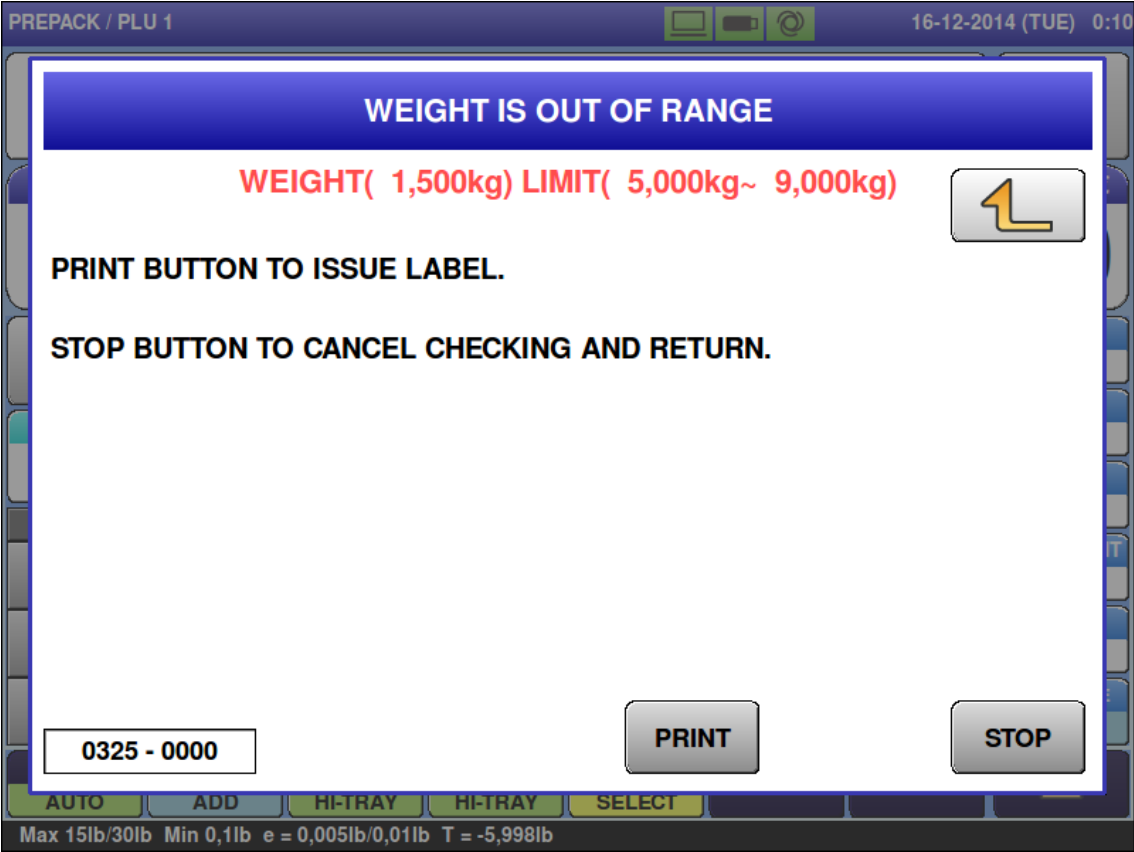 PREPACK / PLU 1 16-12-2014 (TUE) 0:10
WEIGHT IS OUT OF RANGE
WEIGHT( 1,500kg) LIMIT( 5,000kg~ 9,000kg)
PRINT BUTTON TO ISSUE LABEL.
STOP BUTTON TO CANCEL CHECKING AND RETURN.
0325 - 0000
PRINT
STOP
AUTO ADD HI-TRAY HI-TRAY SELECT
Max 15lb/30lb Min 0,1lb e = 0,005lb/0,01lb T = -5,998lb